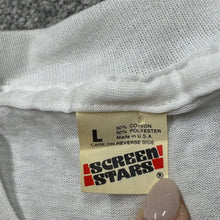 L
50% COTTON
50% POLYESTER
Made in U.S.A.
CARE ON REVERSE SIDE
SCREEN
STARS
®